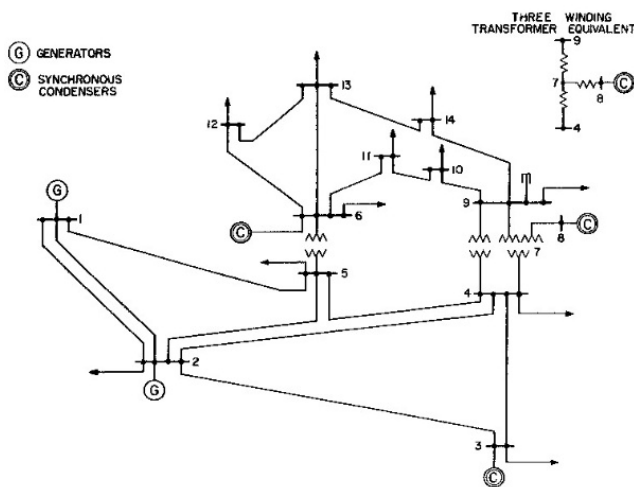 THREE WINDING
TRANSFORMER EQUIVALENT
G GENERATORS
C SYNCHRONOUS
CONDENSERS
9
7
8
C
4
13
12
14
11
10
G
1
6
C
9
8
C
7
5
4
2
G
3
C